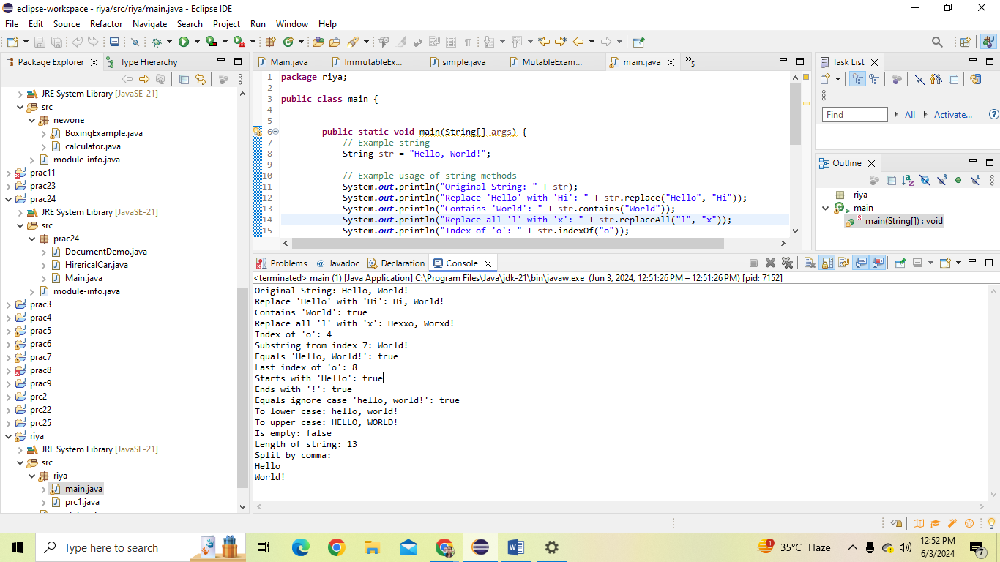 eclipse-workspace - riya/src/riya/main.java - Eclipse IDE
File Edit Source Refactor Navigate Search Project Run Window Help
Package Explorer Type Hierarchy
JRE System Library [JavaSE-21]
src
newone
BoxingExample.java
calculator.java
module-info.java
prac11
prac23
prac24
JRE System Library [JavaSE-21]
src
prac24
DocumentDemo.java
HirericalCar.java
Main.java
module-info.java
prac3
prac4
prac5
prac6
prac7
prac8
prac9
prc2
prc22
prc25
riya
JRE System Library [JavaSE-21]
src
riya
main.java
prc1.java
Main.java ImmutableEx... simple.java MutableExam... main.java »5
1 package riya;
2
3 public class main {
4
5
6 public static void main(String[] args) {
7 // Example string
8 String str = "Hello, World!";
9
10 // Example usage of string methods
11 System.out.println("Original String: " + str);
12 System.out.println("Replace 'Hello' with 'Hi': " + str.replace("Hello", "Hi"));
13 System.out.println("Contains 'World': " + str.contains("World"));
14 System.out.println("Replace all 'l' with 'x': " + str.replaceAll("l", "x"));
15 System.out.println("Index of 'o': " + str.indexOf("o"));
Task List
Find All Activate...
Outline
riya
main
main(String[]) : void
Problems Javadoc Declaration Console
<terminated> main (1) [Java Application] C:\Program Files\Java\jdk-21\bin\javaw.exe (Jun 3, 2024, 12:51:26 PM – 12:51:26 PM) [pid: 7152]
Original String: Hello, World!
Replace 'Hello' with 'Hi': Hi, World!
Contains 'World': true
Replace all 'l' with 'x': Hexxo, Worxd!
Index of 'o': 4
Substring from index 7: World!
Equals 'Hello, World!': true
Last index of 'o': 8
Starts with 'Hello': true
Ends with '!': true
Equals ignore case 'hello, world!': true
To lower case: hello, world!
To upper case: HELLO, WORLD!
Is empty: false
Length of string: 13
Split by comma:
Hello
World!
Type here to search
1 35°C Haze
12:52 PM
6/3/2024
7